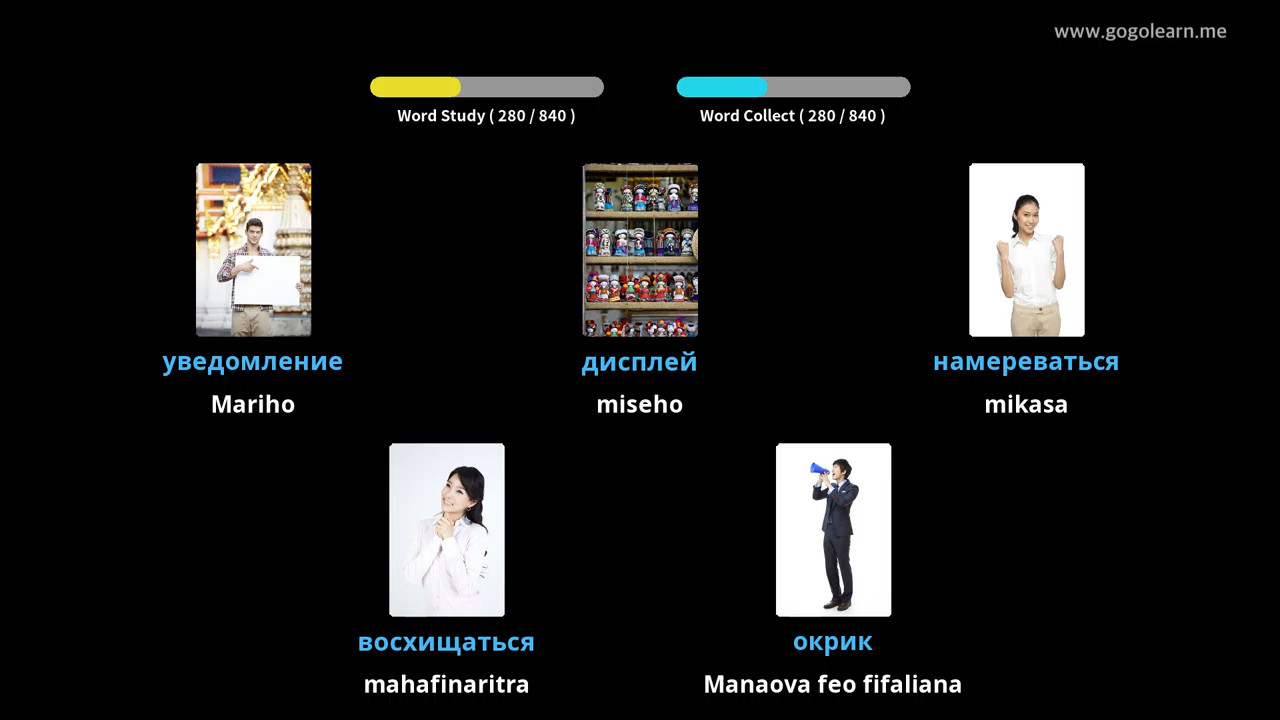 www.gogolearn.me
Word Study ( 280 / 840 )
Word Collect ( 280 / 840 )
уведомление
Mariho
дисплей
miseho
намереваться
mikasa
восхищаться
mahafinaritra
окрик
Manaova feo fifaliana